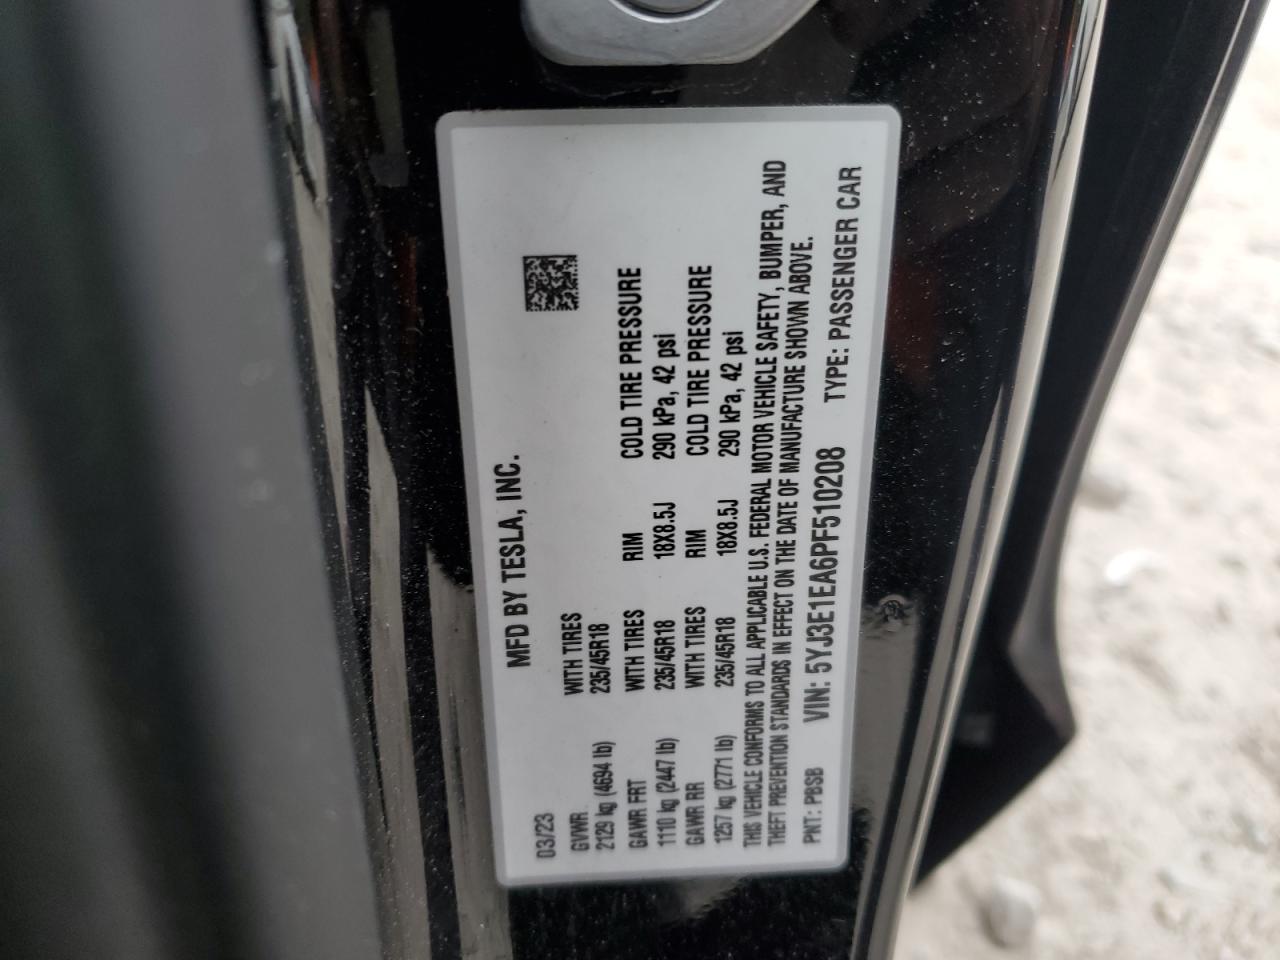 MFD BY TESLA, INC.
03/23
GVWR WITH TIRES
2129 kg (4694 lb) 235/45R18
GAWR FRT WITH TIRES RIM COLD TIRE PRESSURE
1110 kg (2447 lb) 235/45R18 18X8.5J 290 kPa, 42 psi
GAWR RR WITH TIRES RIM COLD TIRE PRESSURE
1257 kg (2771 lb) 235/45R18 18X8.5J 290 kPa, 42 psi
THIS VEHICLE CONFORMS TO ALL APPLICABLE U.S. FEDERAL MOTOR VEHICLE SAFETY, BUMPER, AND
THEFT PREVENTION STANDARDS IN EFFECT ON THE DATE OF MANUFACTURE SHOWN ABOVE.
PNT: PBSB VIN: 5YJ3E1EA6PF510208 TYPE: PASSENGER CAR